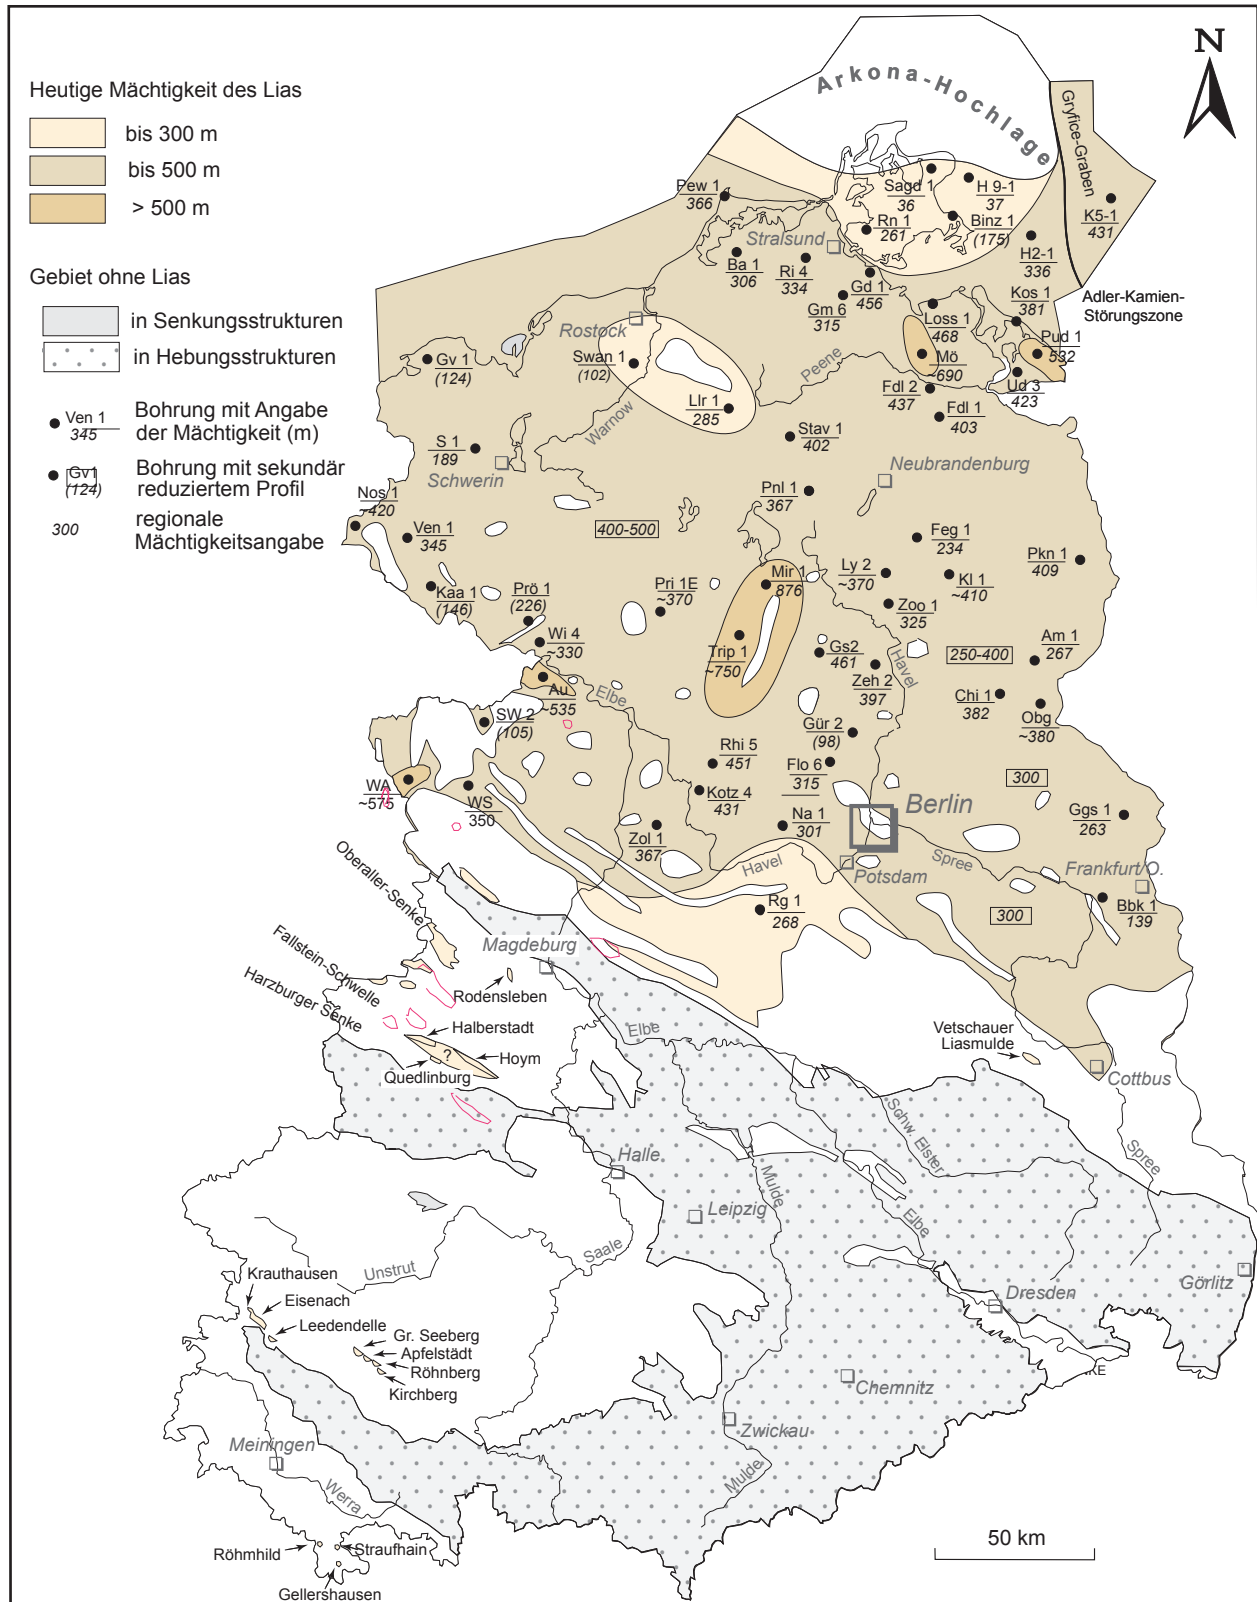 Heutige Mächtigkeit des Lias
bis 300 m
bis 500 m
> 500 m
Gebiet ohne Lias
in Senkungsstrukturen
in Hebungsstrukturen
Ven 1
345
Bohrung mit Angabe
der Mächtigkeit (m)
Gv1
(124)
Bohrung mit sekundär
reduziertem Profil
300
regionale
Mächtigkeitsangabe
N
Arkona-Hochlage
Gryfice-Graben
Adler-Kamien-
Störungszone
Pew 1
366
Sagd 1
36
H 9-1
37
K5-1
431
Rn 1
261
Binz 1
(175)
H2-1
336
Stralsund
Ba 1
306
Ri 4
334
Gd 1
456
Gm 6
315
Kos 1
381
Loss 1
468
Pud 1
532
Rostock
Swan 1
(102)
Peene
Mö
~690
Ud 3
423
Gv 1
(124)
Llr 1
285
Fdl 2
437
Fdl 1
403
Warnow
Stav 1
402
S 1
189
Schwerin
Neubrandenburg
Nos 1
~420
Pnl 1
367
Ven 1
345
400-500
Feg 1
234
Pkn 1
409
Kaa 1
(146)
Prö 1
(226)
Pri 1E
~370
Mir 1
876
Ly 2
~370
Kl 1
~410
Zoo 1
325
Wi 4
~330
Trip 1
~750
Gs2
461
Havel
250-400
Am 1
267
Au
~535
Elbe
Zeh 2
397
Chi 1
382
Obg
~380
SW 2
(105)
Gür 2
(98)
Rhi 5
451
Flo 6
315
300
WA
~575
WS
350
Kotz 4
431
Berlin
Ggs 1
263
Zol 1
367
Na 1
301
Havel
Potsdam
Spree
Frankfurt/O.
Oberaller-Senke
Rg 1
268
300
Bbk 1
139
Fallstein-Schwelle
Magdeburg
Harzburger Senke
Rodensleben
Halberstadt
Elbe
Vetschauer
Liasmulde
?
Hoym
Quedlinburg
Cottbus
Schw. Elster
Spree
Halle
Mulde
Leipzig
Elbe
Saale
Unstrut
Görlitz
Krauthausen
Eisenach
Dresden
Leedendelle
Gr. Seeberg
Apfelstädt
Röhnberg
Kirchberg
KE
Chemnitz
Zwickau
Meiningen
Mulde
Werra
50 km
Röhmhild
Straufhain
Gellershausen